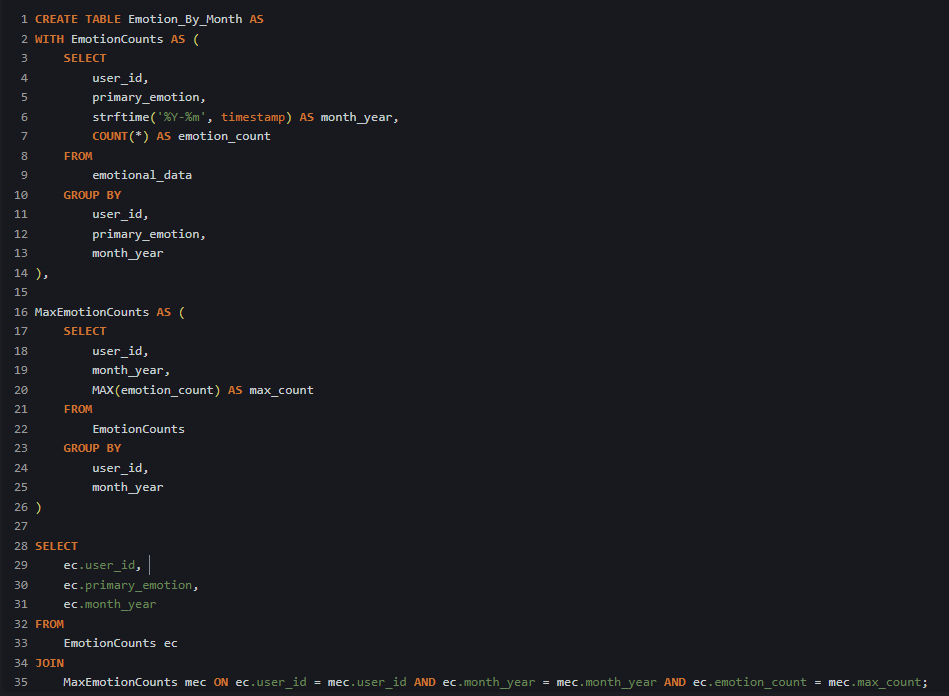 1 CREATE TABLE Emotion_By_Month AS
2 WITH EmotionCounts AS (
3     SELECT
4         user_id,
5         primary_emotion,
6         strftime('%Y-%m', timestamp) AS month_year,
7         COUNT(*) AS emotion_count
8     FROM
9         emotional_data
10     GROUP BY
11         user_id,
12         primary_emotion,
13         month_year
14 ),
15
16 MaxEmotionCounts AS (
17     SELECT
18         user_id,
19         month_year,
20         MAX(emotion_count) AS max_count
21     FROM
22         EmotionCounts
23     GROUP BY
24         user_id,
25         month_year
26 )
27
28 SELECT
29     ec.user_id,
30     ec.primary_emotion,
31     ec.month_year
32 FROM
33     EmotionCounts ec
34 JOIN
35     MaxEmotionCounts mec ON ec.user_id = mec.user_id AND ec.month_year = mec.month_year AND ec.emotion_count = mec.max_count;